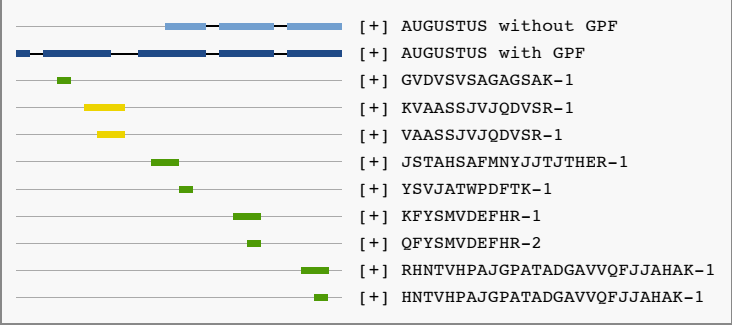 [+] AUGUSTUS without GPF
[+] AUGUSTUS with GPF
[+] GVDVSVSAGAGSAK-1
[+] KVAASSJVJQDVSR-1
[+] VAASSJVJQDVSR-1
[+] JSTAHSAFMNYJJTJTHER-1
[+] YSVJATWPDFTK-1
[+] KFYSMVDEFHR-1
[+] QFYSMVDEFHR-2
[+] RHNTVHPAJGPATADGAVVQFJJAHAK-1
[+] HNTVHPAJGPATADGAVVQFJJAHAK-1